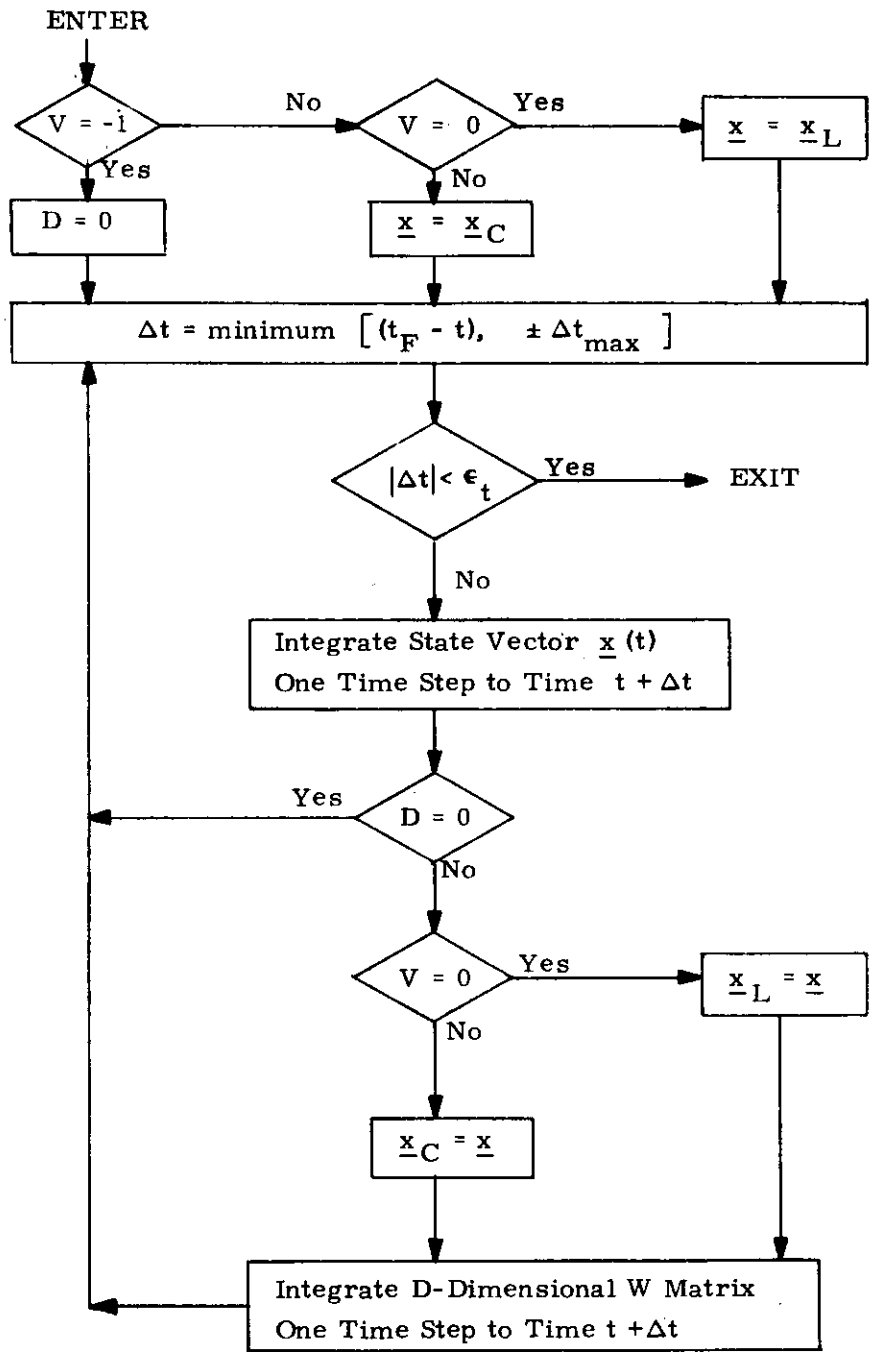 ENTER
V = -1
No
V = 0
Yes
x = x_L
Yes
No
D = 0
x = x_C
Δt = minimum [(t_F - t), ± Δt_max]
|Δt| < ϵ_t
Yes
EXIT
No
Integrate State Vector x (t)
One Time Step to Time t + Δt
Yes
D = 0
No
V = 0
Yes
x_L = x
No
x_C = x
Integrate D-Dimensional W Matrix
One Time Step to Time t + Δt